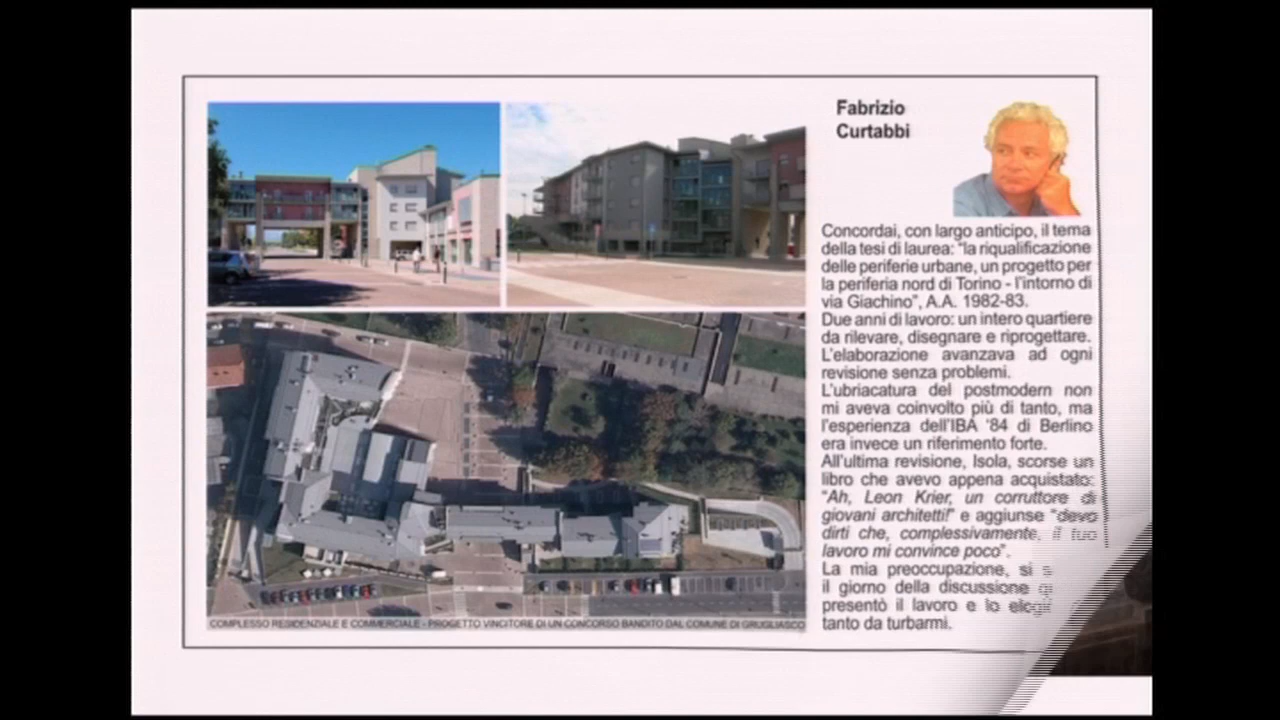 Fabrizio
Curtabbi
Concordai, con largo anticipo, il tema
della tesi di laurea: "la riqualificazione
delle periferie urbane, un progetto per
la periferia nord di Torino - l'intorno di
via Giachino", A.A. 1982-83.
Due anni di lavoro: un intero quartiere
da rilevare, disegnare e riprogettare.
L'elaborazione avanzava ad ogni
revisione senza problemi.
L'ubriacatura del postmodern non
mi aveva coinvolto più di tanto, ma
l'esperienza dell'IBA '84 di Berlino
era invece un riferimento forte.
All'ultima revisione, Isola, scorse un
libro che avevo appena acquistato:
"Ah, Leon Krier, un corruttore di
giovani architetti!" e aggiunse "devo
dirti che, complessivamente, il tuo
lavoro mi convince poco".
La mia preoccupazione, si
il giorno della discussione
presentò il lavoro e lo
tanto da turbarmi.
COMPLESSO RESIDENZIALE E COMMERCIALE - PROGETTO VINCITORE DI UN CONCORSO BANDITO DAL COMUNE DI GRUGLIASCO